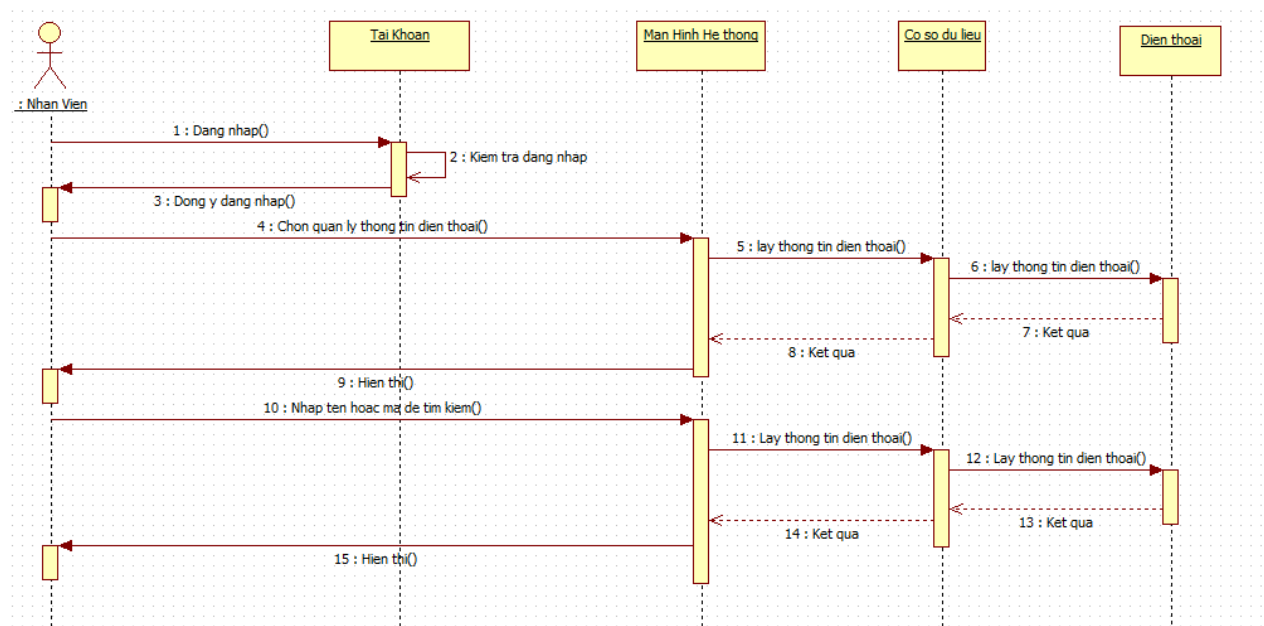 Tai Khoan
Man Hinh He thong
Co so du lieu
Dien thoai
: Nhan Vien
1 : Dang nhap()
2 : Kiem tra dang nhap
3 : Dong y dang nhap()
4 : Chon quan ly thong tin dien thoai()
5 : lay thong tin dien thoai()
6 : lay thong tin dien thoai()
7 : Ket qua
8 : Ket qua
9 : Hien thi()
10 : Nhap ten hoac ma de tim kiem()
11 : Lay thong tin dien thoai()
12 : Lay thong tin dien thoai()
13 : Ket qua
14 : Ket qua
15 : Hien thi()